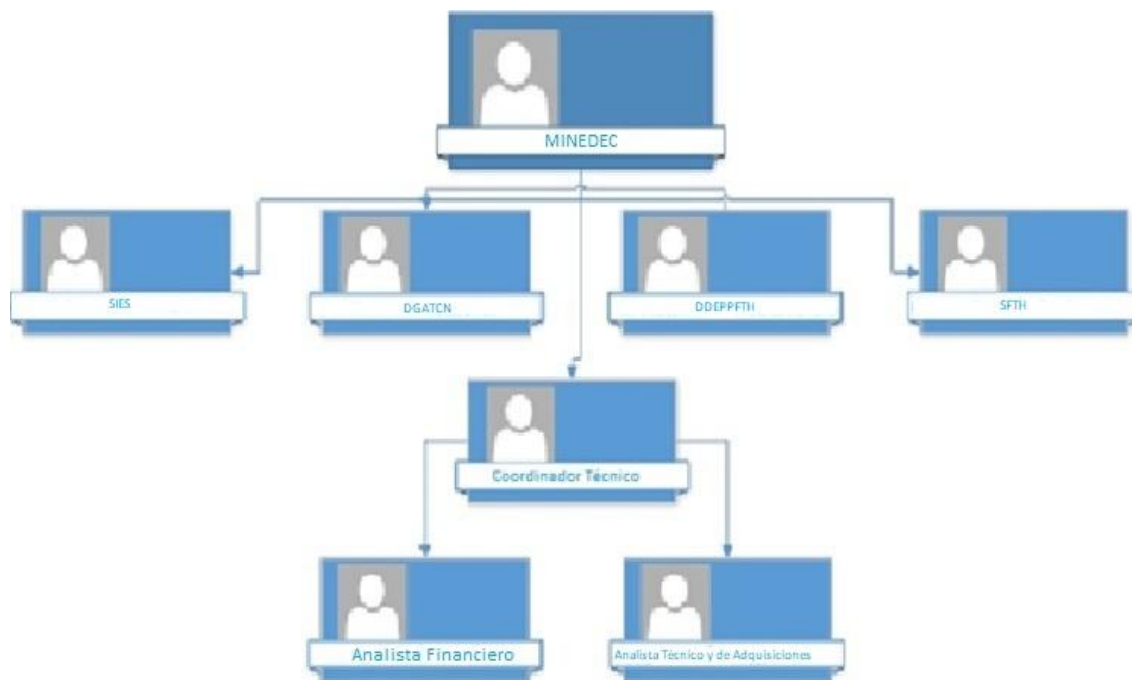 MINEDEC
SIES
DGATCN
DDEPPFTH
SFTH
Coordinador Técnico
Analista Financiero
Analista Técnico y de Adquisiciones